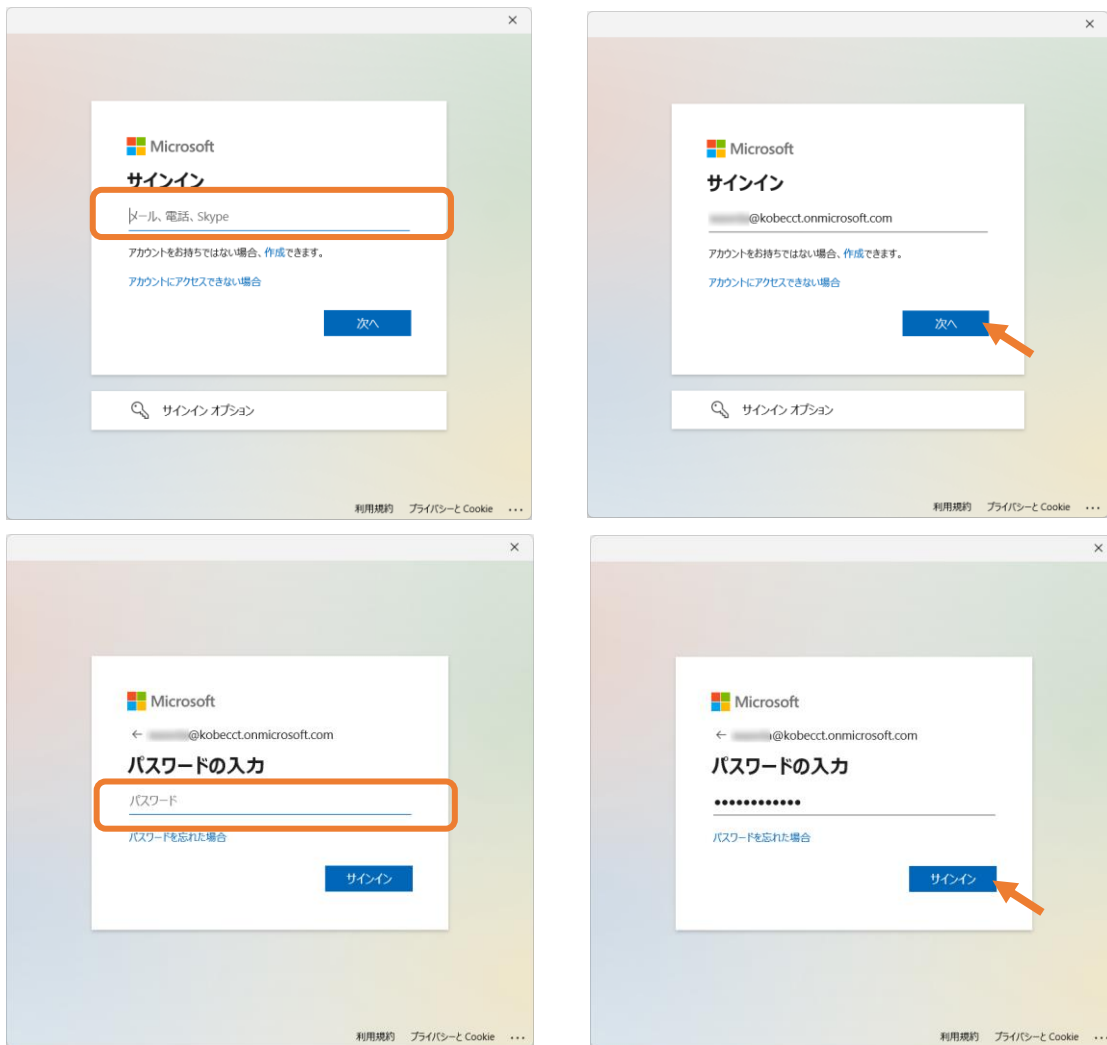 Microsoft
サインイン
メール、電話、Skype
アカウントをお持ちではない場合、作成できます。
アカウントにアクセスできない場合
次へ
サインイン オプション
利用規約 プライバシーと Cookie ...
Microsoft
サインイン
@kobecct.onmicrosoft.com
アカウントをお持ちではない場合、作成できます。
アカウントにアクセスできない場合
次へ
サインイン オプション
利用規約 プライバシーと Cookie ...
Microsoft
@kobecct.onmicrosoft.com
パスワードの入力
パスワード
パスワードを忘れた場合
サインイン
利用規約 プライバシーと Cookie ...
Microsoft
@kobecct.onmicrosoft.com
パスワードの入力
パスワードを忘れた場合
サインイン
利用規約 プライバシーと Cookie ...